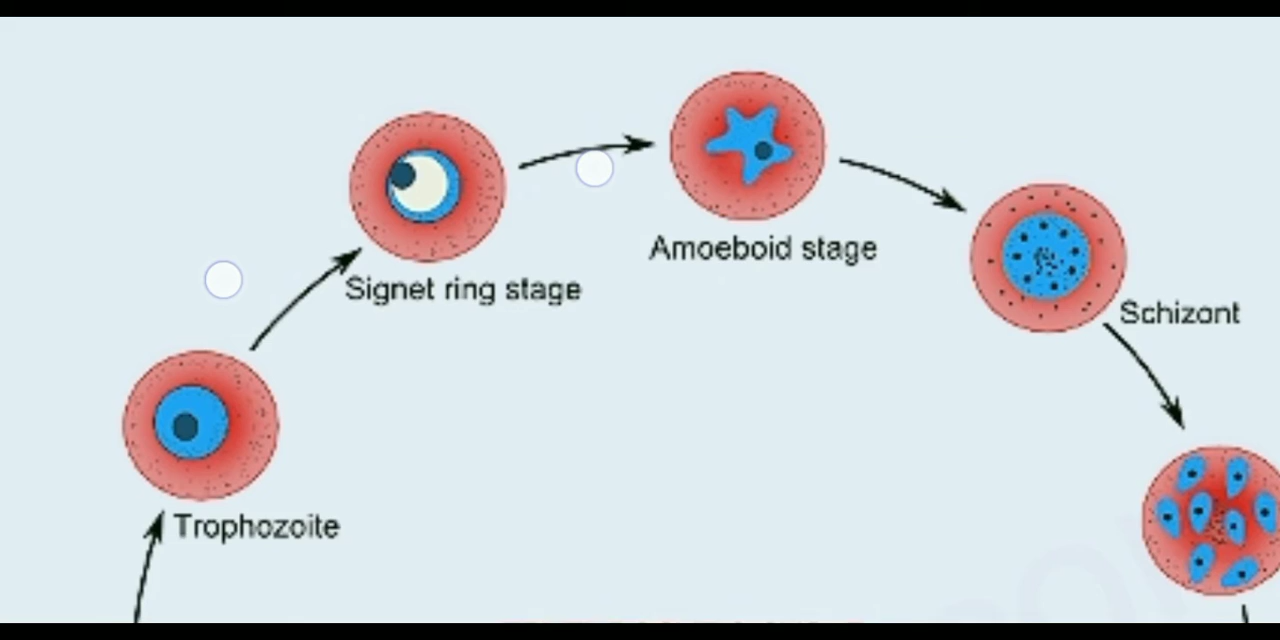 Amoeboid stage
Signet ring stage
Schizont
Trophozoite